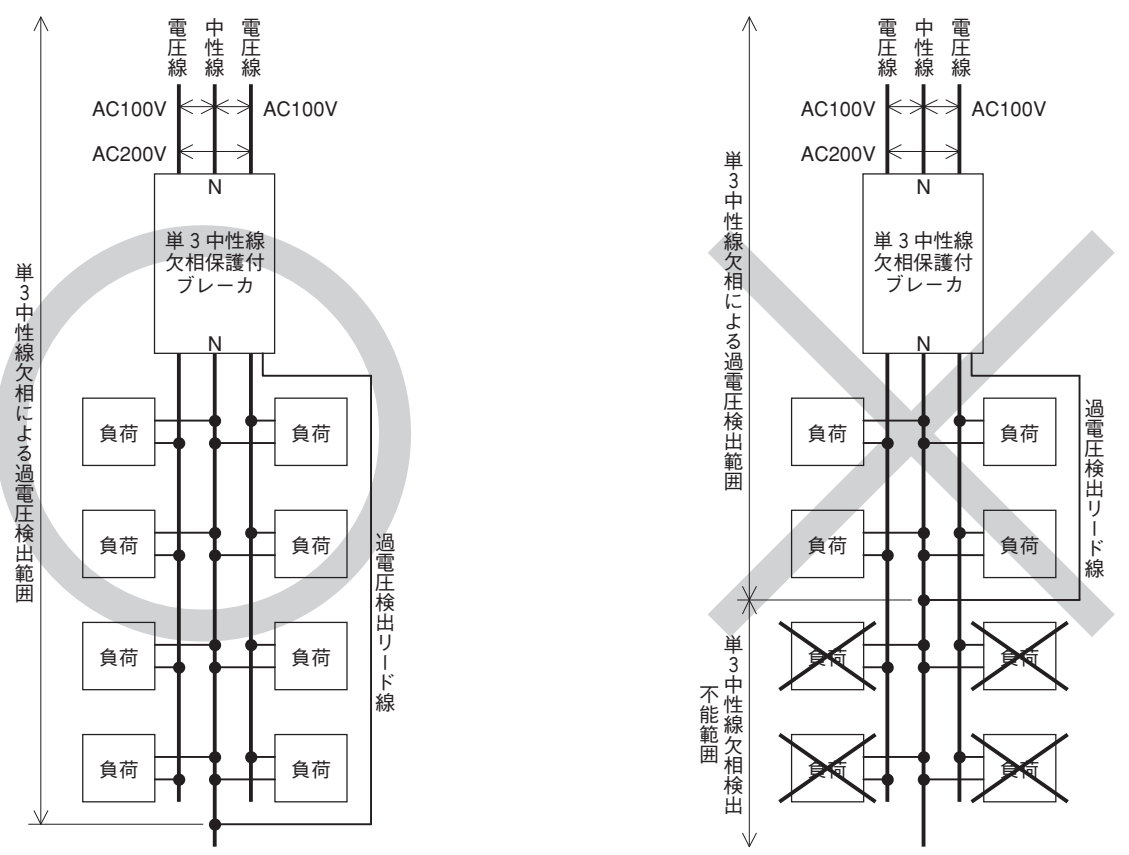 電圧線
中性線
電圧線
AC100V
AC100V
AC200V
N
単3中性線
欠相保護付
ブレーカ
N
単3中性線欠相による過電圧検出範囲
負荷
負荷
負荷
負荷
過電圧検出リード線
負荷
負荷
負荷
負荷
電圧線
中性線
電圧線
AC100V
AC100V
AC200V
N
単3中性線
欠相保護付
ブレーカ
N
単3中性線欠相による過電圧検出範囲
負荷
負荷
過電圧検出リード線
負荷
負荷
単3中性線欠相検出
不能範囲
負荷
負荷
負荷
負荷